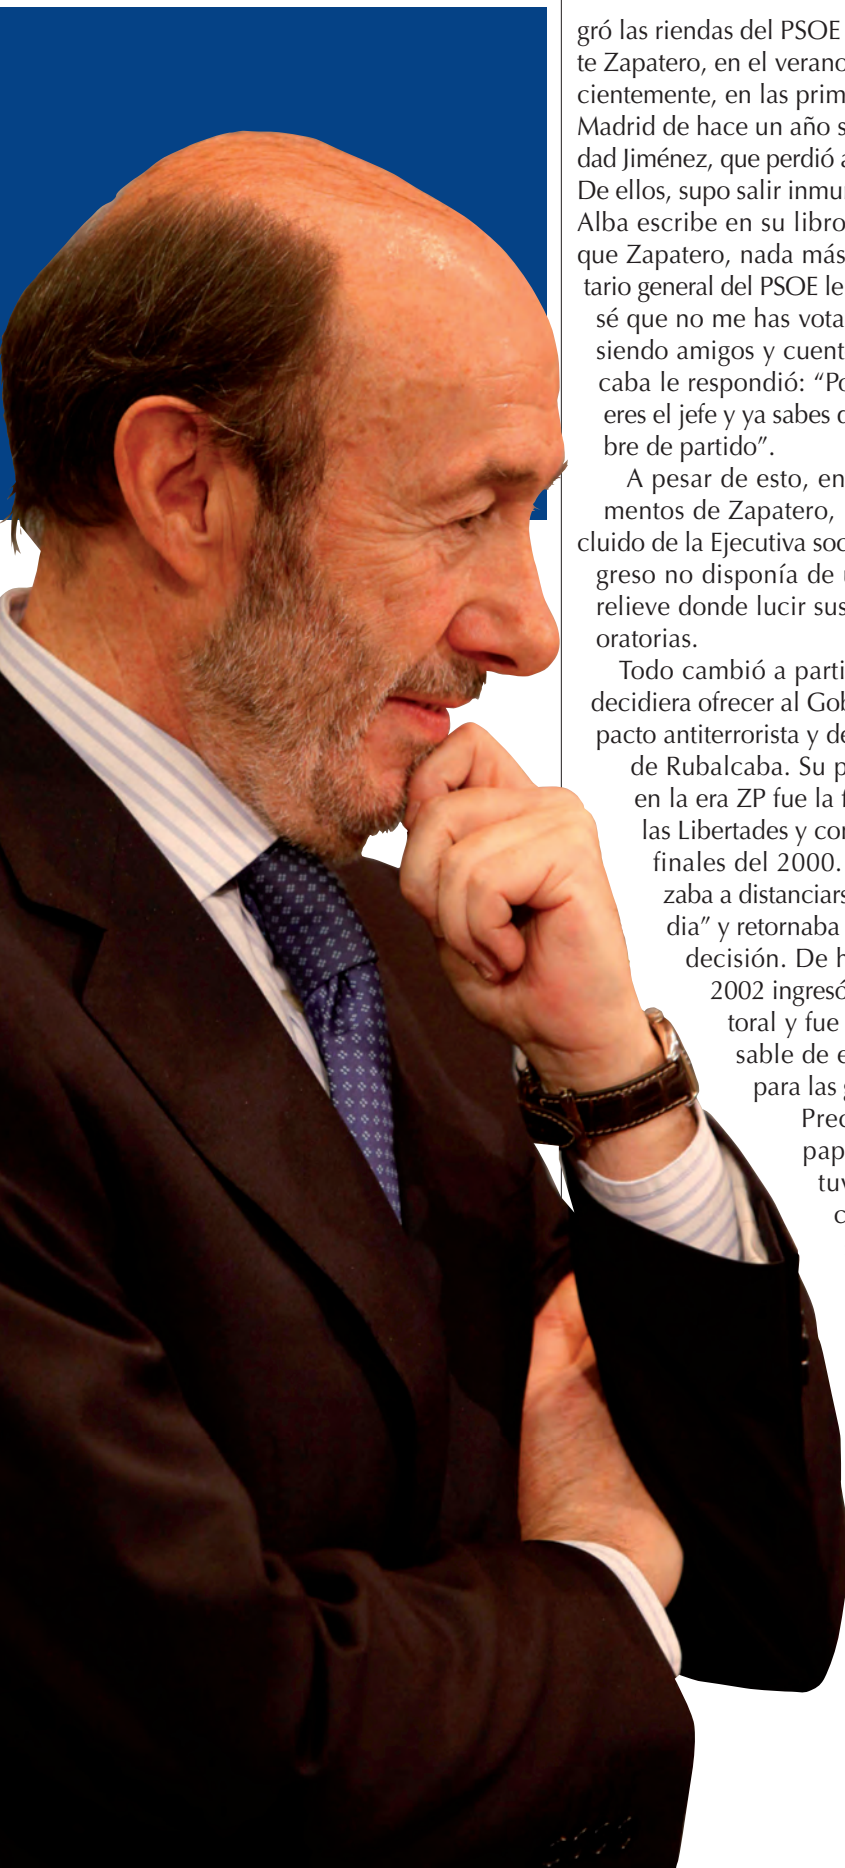 gró las riendas del PSOE
te Zapatero, en el verano
cientemente, en las prim
Madrid de hace un año s
dad Jiménez, que perdió a
De ellos, supo salir inmu
Alba escribe en su libro
que Zapatero, nada más
tario general del PSOE le
sé que no me has vota
siendo amigos y cuent
caba le respondió: “Po
eres el jefe y ya sabes
bre de partido”.
A pesar de esto, en
mentos de Zapatero,
cluido de la Ejecutiva soc
greso no disponía de
relieve donde lucir sus
oratorias.
Todo cambió a parti
decidiera ofrecer al Gob
pacto antiterrorista y de
de Rubalcaba. Su p
en la era ZP fue la f
las Libertades y con
finales del 2000.
zaba a distanciars
dia” y retornaba
decisión. De h
2002 ingresó
toral y fue
sable de e
para las
Prec
pap
tuv
c